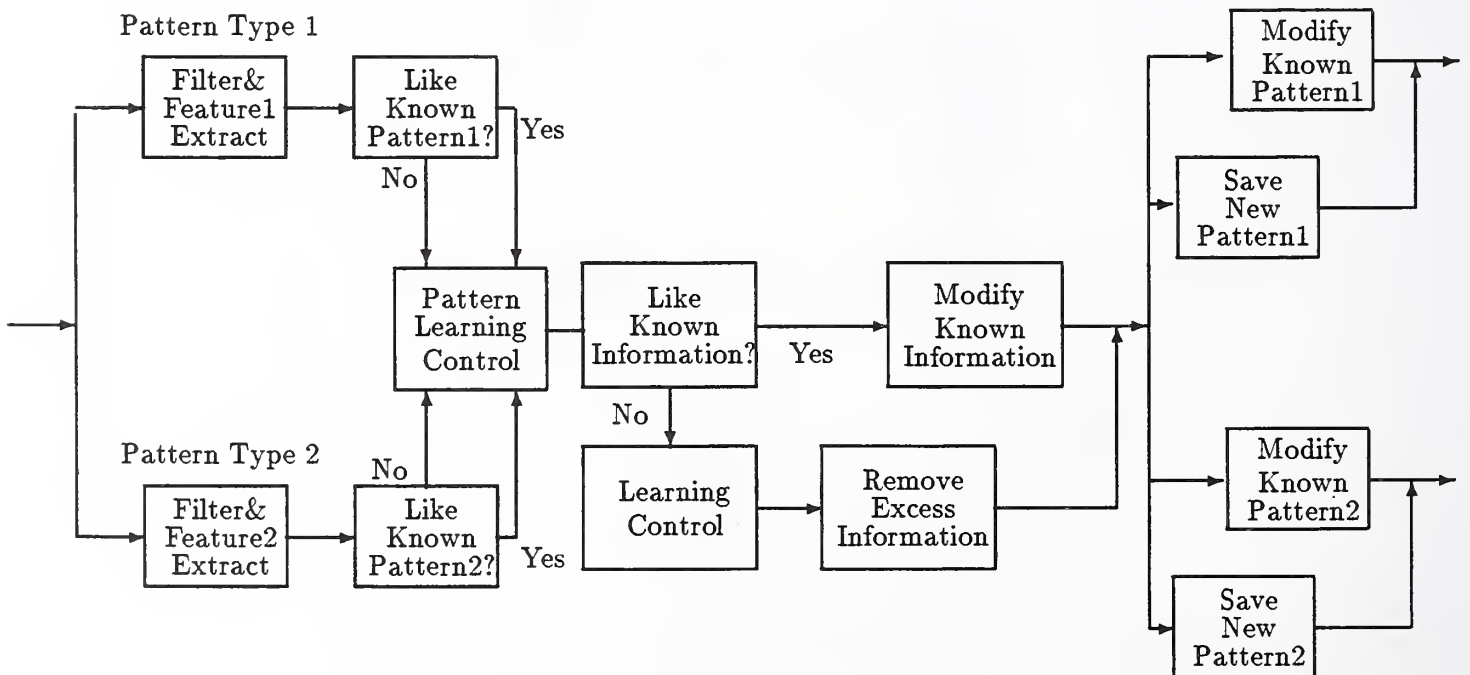 Pattern Type 1
Filter&
Feature1
Extract
Like
Known
Pattern1?
Yes
No
Modify
Known
Pattern1
Save
New
Pattern1
Pattern
Learning
Control
Like
Known
Information?
Yes
No
Modify
Known
Information
Learning
Control
Remove
Excess
Information
Pattern Type 2
Filter&
Feature2
Extract
No
Like
Known
Pattern2?
Yes
Modify
Known
Pattern2
Save
New
Pattern2